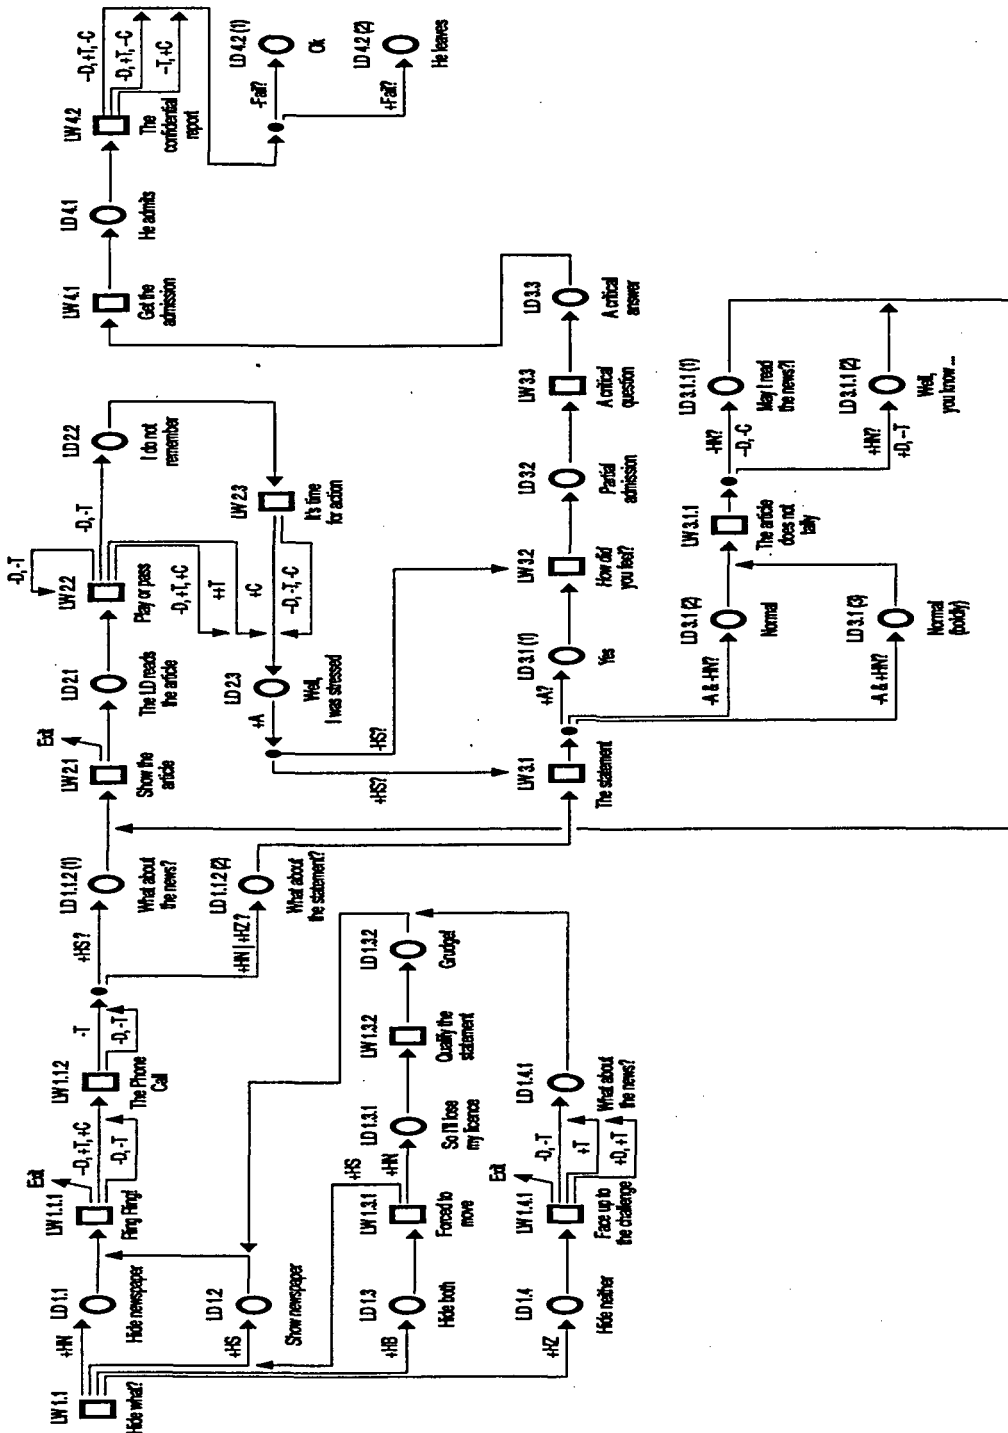 LW 1.1
Hide what?
+HN
+HS
+HB
+HZ
LD 1.1
Hide newspaper
LW 1.1.1
Ring Ring!
Exit
-D, +T, +C
-D, -T
LW 1.1.2
The Phone
Call
-T
-D, -T
+HS?
+HN | +HZ?
LD 1.1.2 (1)
What about
the news?
LD 1.1.2 (2)
What about
the statement?
LD 1.2
Show newspaper
LD 1.3
Hide both
LW 1.3.1
Forced to
move
+HS
+HN
LD 1.3.1
So I'll lose
my licence
LW 1.3.2
Qualify the
statement
LD 1.3.2
Grudge!
LD 1.4
Hide neither
LW 1.4.1
Face up to
the challenge
Exit
-D, -T
+T
+D, +T
LD 1.4.1
What about
the news?
LW 2.1
Show the
article
Exit
LD 2.1
The LD reads
the article
LW 2.2
Play or pass
-D, -T
-D, -T
-D, +T, +C
++T
LD 2.2
I do not
remember
LW 2.3
It's time
for action
+C
-D, -T, -C
LD 2.3
Well,
I was stressed
+A
+HS?
-HS?
LW 3.1
The statement
+A?
-A & -HN?
-A & +HN?
LD 3.1 (1)
Yes
LW 3.2
How did
you feel?
LD 3.2
Partial
admission
LW 3.3
A critical
question
LD 3.3
A critical
answer
LD 3.1 (2)
Normal
LD 3.1 (3)
Normal
(boldly)
LW 3.1.1
The article
does not
tally
-HN?
-D, -C
+HN?
+D, -T
LD 3.1.1 (1)
May I read
the news?!
LD 3.1.1 (2)
Well,
you know...
LW 4.1
Get the
admission
LD 4.1
He admits
LW 4.2
The
confidential
report
-D, +T, -C
-D, +T, -C
-T, +C
-Fail?
+Fail?
LD 4.2 (1)
Ok
LD 4.2 (2)
He leaves